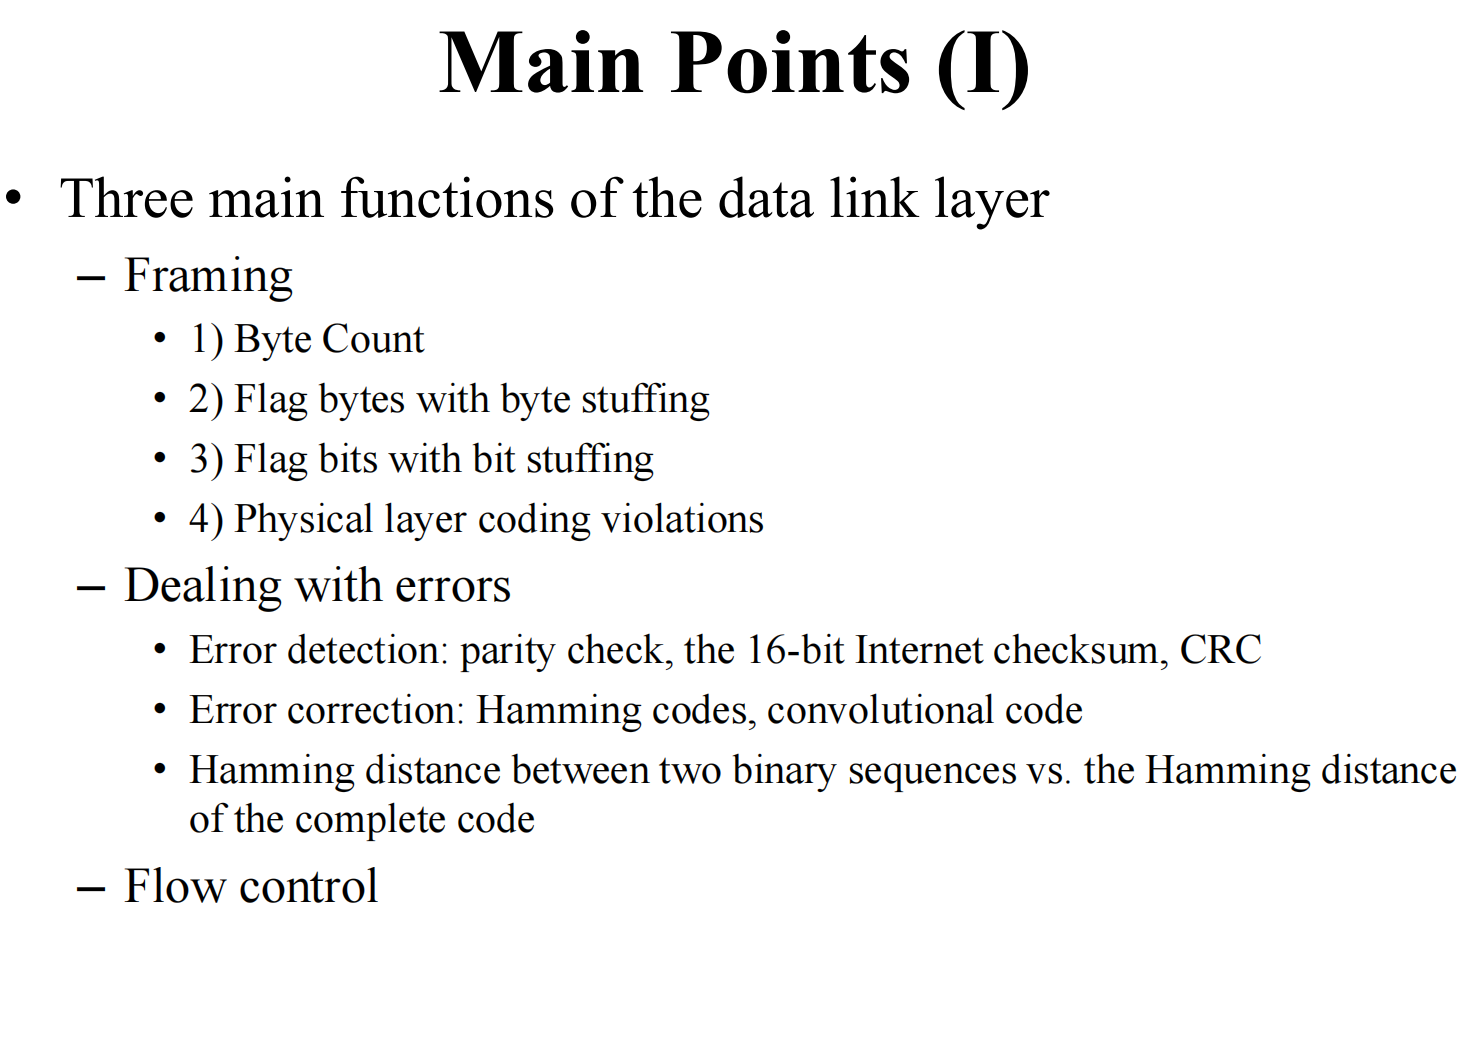 Main Points (I)
• Three main functions of the data link layer
– Framing
• 1) Byte Count
• 2) Flag bytes with byte stuffing
• 3) Flag bits with bit stuffing
• 4) Physical layer coding violations
– Dealing with errors
• Error detection: parity check, the 16-bit Internet checksum, CRC
• Error correction: Hamming codes, convolutional code
• Hamming distance between two binary sequences vs. the Hamming distance
of the complete code
– Flow control